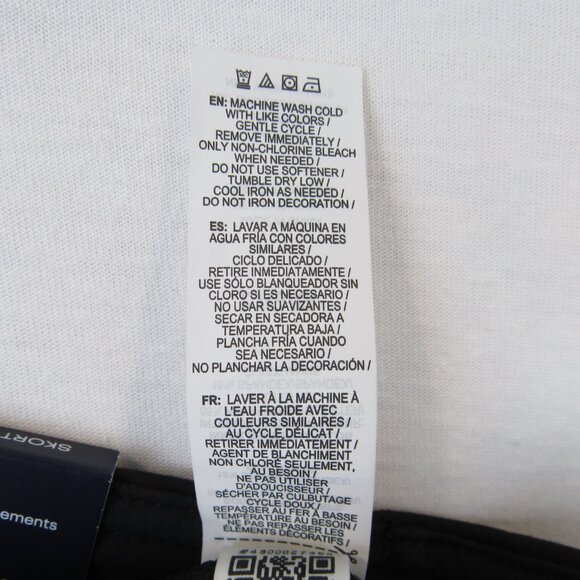 EN: MACHINE WASH COLD
WITH LIKE COLORS /
GENTLE CYCLE /
REMOVE IMMEDIATELY /
ONLY NON-CHLORINE BLEACH
WHEN NEEDED /
DO NOT USE SOFTENER /
TUMBLE DRY LOW /
COOL IRON AS NEEDED /
DO NOT IRON DECORATION /
ES: LAVAR A MÁQUINA EN
AGUA FRÍA CON COLORES
SIMILARES /
CICLO DELICADO /
RETIRE INMEDIATAMENTE /
USE SÓLO BLANQUEADOR SIN
CLORO SI ES NECESARIO /
NO USAR SUAVIZANTES /
SECAR EN SECADORA A
TEMPERATURA BAJA /
PLANCHA FRÍA CUANDO
SEA NECESARIO /
NO PLANCHAR LA DECORACIÓN /
FR: LAVER À LA MACHINE À
L'EAU FROIDE AVEC
COULEURS SIMILAIRES /
AU CYCLE DÉLICAT /
RETIRER IMMÉDIATEMENT /
AGENT DE BLANCHIMENT
NON CHLORÉ SEULEMENT,
AU BESOIN /
NE PAS UTILISER
D'ADOUCISSEUR /
SÉCHER PAR CULBUTAGE
CYCLE DOUX /
REPASSER AU FER À BASSE
TEMPÉRATURE AU BESOIN /
NE PAS REPASSER LES
ÉLÉMENTS DÉCORATIFS /
SKORT
ements